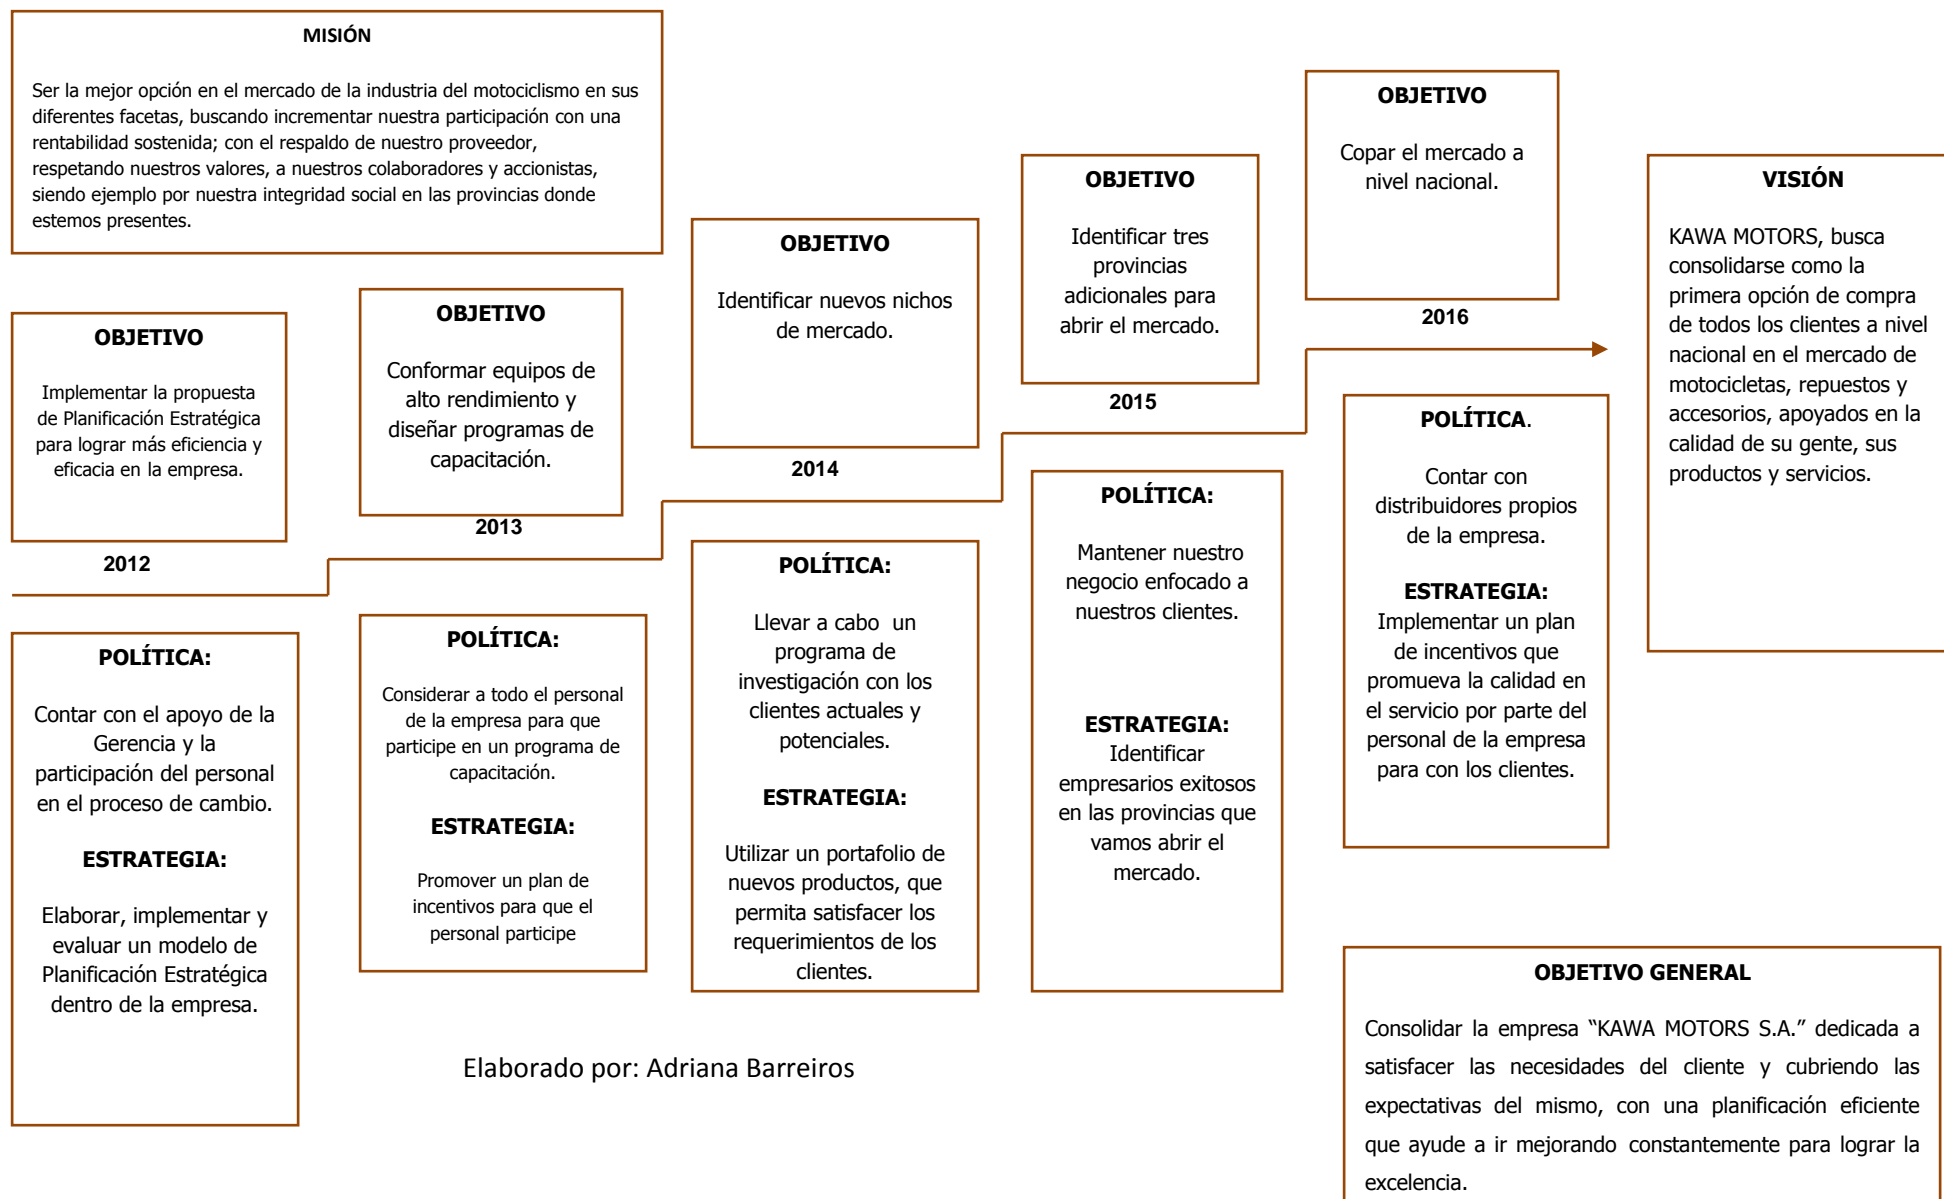 MISIÓN
Ser la mejor opción en el mercado de la industria del motociclismo en sus
diferentes facetas, buscando incrementar nuestra participación con una
rentabilidad sostenida; con el respaldo de nuestro proveedor,
respetando nuestros valores, a nuestros colaboradores y accionistas,
siendo ejemplo por nuestra integridad social en las provincias donde
estemos presentes.
OBJETIVO
Implementar la propuesta
de Planificación Estratégica
para lograr más eficiencia y
eficacia en la empresa.
2012
POLÍTICA:
Contar con el apoyo de la
Gerencia y la
participación del personal
en el proceso de cambio.
ESTRATEGIA:
Elaborar, implementar y
evaluar un modelo de
Planificación Estratégica
dentro de la empresa.
OBJETIVO
Conformar equipos de
alto rendimiento y
diseñar programas de
capacitación.
2013
POLÍTICA:
Considerar a todo el personal
de la empresa para que
participe en un programa de
capacitación.
ESTRATEGIA:
Promover un plan de
incentivos para que el
personal participe
OBJETIVO
Identificar nuevos nichos
de mercado.
2014
POLÍTICA:
Llevar a cabo un
programa de
investigación con los
clientes actuales y
potenciales.
ESTRATEGIA:
Utilizar un portafolio de
nuevos productos, que
permita satisfacer los
requerimientos de los
clientes.
OBJETIVO
Identificar tres
provincias
adicionales para
abrir el mercado.
2015
POLÍTICA:
Mantener nuestro
negocio enfocado a
nuestros clientes.
ESTRATEGIA:
Identificar
empresarios exitosos
en las provincias que
vamos abrir el
mercado.
OBJETIVO
Copar el mercado a
nivel nacional.
2016
POLÍTICA.
Contar con
distribuidores propios
de la empresa.
ESTRATEGIA:
Implementar un plan
de incentivos que
promueva la calidad en
el servicio por parte del
personal de la empresa
para con los clientes.
VISIÓN
KAWA MOTORS, busca
consolidarse como la
primera opción de compra
de todos los clientes a nivel
nacional en el mercado de
motocicletas, repuestos y
accesorios, apoyados en la
calidad de su gente, sus
productos y servicios.
OBJETIVO GENERAL
Consolidar la empresa “KAWA MOTORS S.A.” dedicada a
satisfacer las necesidades del cliente y cubriendo las
expectativas del mismo, con una planificación eficiente
que ayude a ir mejorando constantemente para lograr la
excelencia.
Elaborado por: Adriana Barreiros